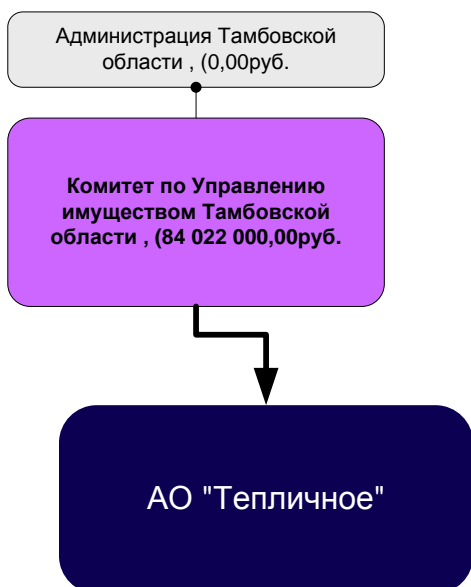 Администрация Тамбовской
области , (0,00руб.
Комитет по Управлению
имуществом Тамбовской
области , (84 022 000,00руб.
АО "Тепличное"